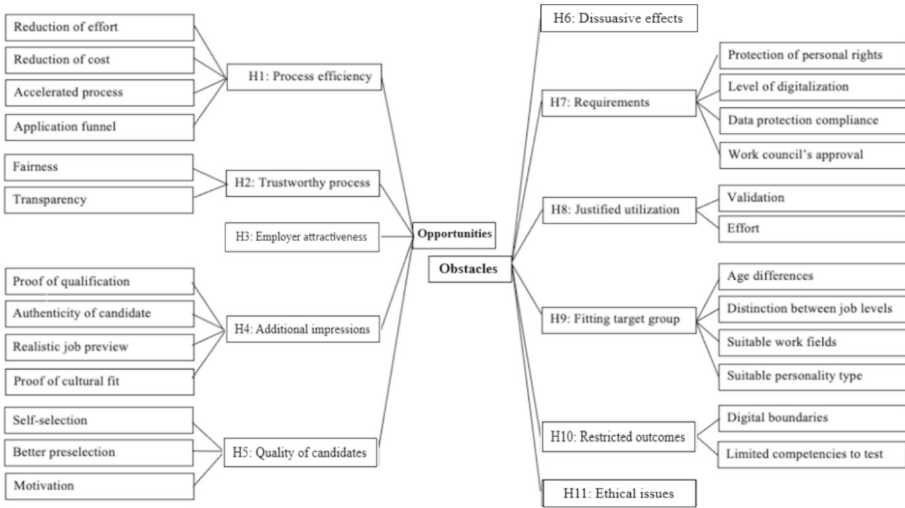 Reduction of effort
Reduction of cost
Accelerated process
Application funnel
H1: Process efficiency
Fairness
Transparency
H2: Trustworthy process
H3: Employer attractiveness
Proof of qualification
Authenticity of candidate
Realistic job preview
Proof of cultural fit
H4: Additional impressions
Self-selection
Better preselection
Motivation
H5: Quality of candidates
Opportunities
Obstacles
H6: Dissuasive effects
H7: Requirements
Protection of personal rights
Level of digitalization
Data protection compliance
Work council's approval
H8: Justified utilization
Validation
Effort
H9: Fitting target group
Age differences
Distinction between job levels
Suitable work fields
Suitable personality type
H10: Restricted outcomes
Digital boundaries
Limited competencies to test
H11: Ethical issues